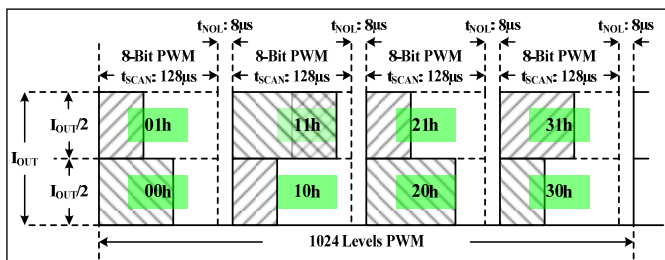 tNOL: 8μs tNOL: 8μs tNOL: 8μs tNOL: 8μs
8-Bit PWM 8-Bit PWM 8-Bit PWM 8-Bit PWM
tSCAN: 128μs tSCAN: 128μs tSCAN: 128μs tSCAN: 128μs
IOUT/2 01h 11h 21h 31h
IOUT
IOUT/2 00h 10h 20h 30h
1024 Levels PWM